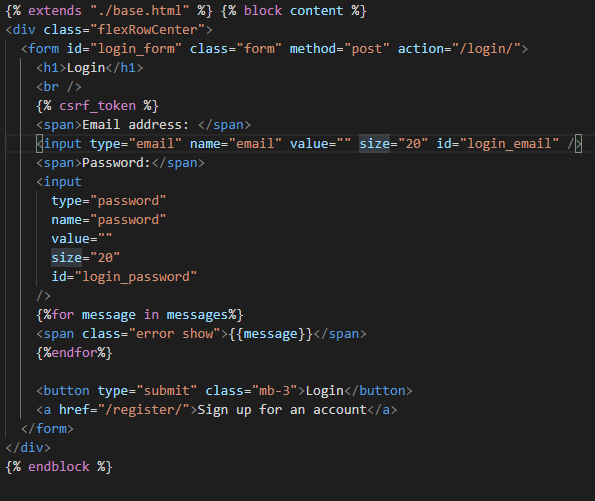 {% extends "./base.html" %} {% block content %}
<div class="flexRowCenter">
  <form id="login_form" class="form" method="post" action="/login/">
    <h1>Login</h1>
    <br />
    {% csrf_token %}
    <span>Email address: </span>
    <input type="email" name="email" value="" size="20" id="login_email" />
    <span>Password:</span>
    <input
      type="password"
      name="password"
      value=""
      size="20"
      id="login_password"
    />
    {%for message in messages%}
    <span class="error show">{{message}}</span>
    {%endfor%}

    <button type="submit" class="mb-3">Login</button>
    <a href="/register/">Sign up for an account</a>
  </form>
</div>
{% endblock %}